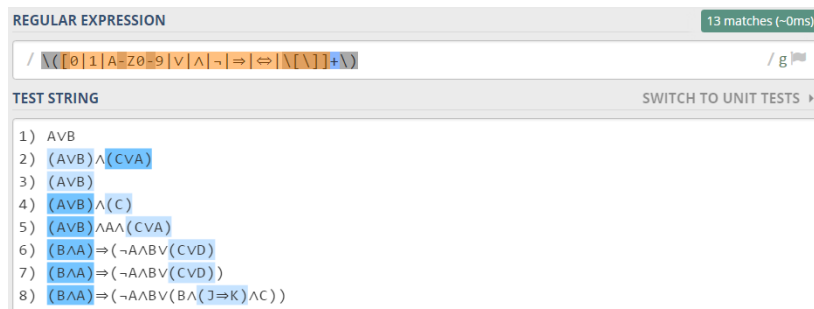 REGULAR EXPRESSION 13 matches (~0ms)
/ \([0|1|A-Z0-9|∨|∧|¬|⇒|⇔|\[\]]+\) / g
TEST STRING SWITCH TO UNIT TESTS
1) A∨B
2) (A∨B)∧(C∨A)
3) (A∨B)
4) (A∨B)∧(C)
5) (A∨B)∧A∧(C∨A)
6) (B∧A)⇒(¬A∧B∨(C∨D)
7) (B∧A)⇒(¬A∧B∨(C∨D))
8) (B∧A)⇒(¬A∧B∨(B∧(J⇒K)∧C))